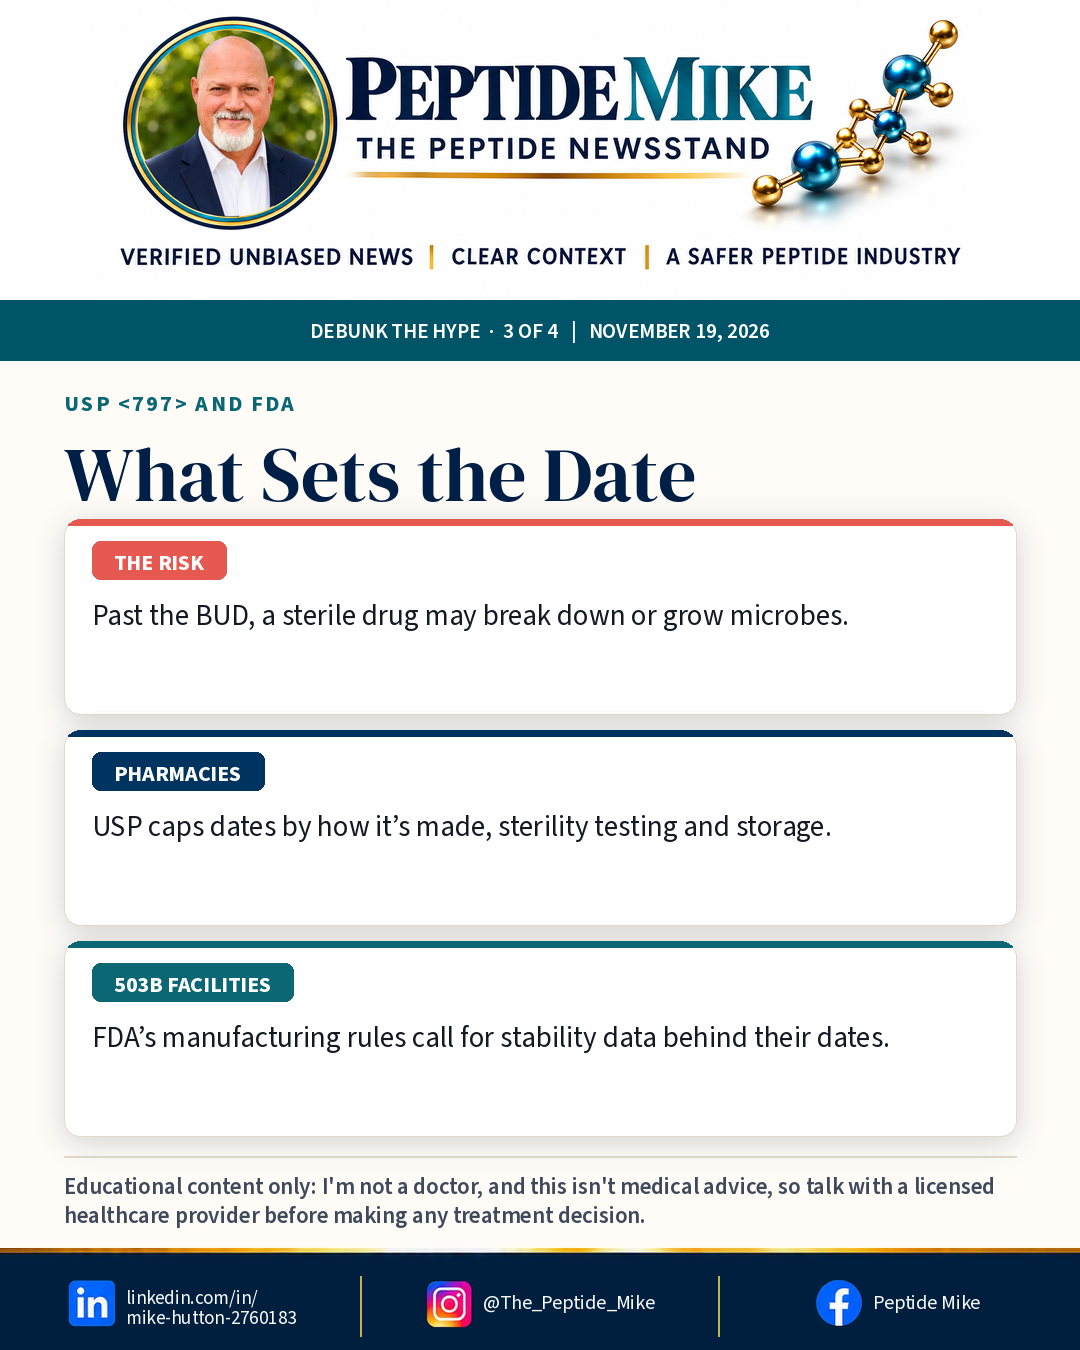 PEPTIDEMIKE
THE PEPTIDE NEWSSTAND
VERIFIED UNBIASED NEWS | CLEAR CONTEXT | A SAFER PEPTIDE INDUSTRY
DEBUNK THE HYPE · 3 OF 4 | NOVEMBER 19, 2026
USP <797> AND FDA
What Sets the Date
THE RISK
Past the BUD, a sterile drug may break down or grow microbes.
PHARMACIES
USP caps dates by how it’s made, sterility testing and storage.
503B FACILITIES
FDA’s manufacturing rules call for stability data behind their dates.
Educational content only: I'm not a doctor, and this isn't medical advice, so talk with a licensed
healthcare provider before making any treatment decision.
linkedin.com/in/
mike-hutton-2760183
@The_Peptide_Mike
Peptide Mike